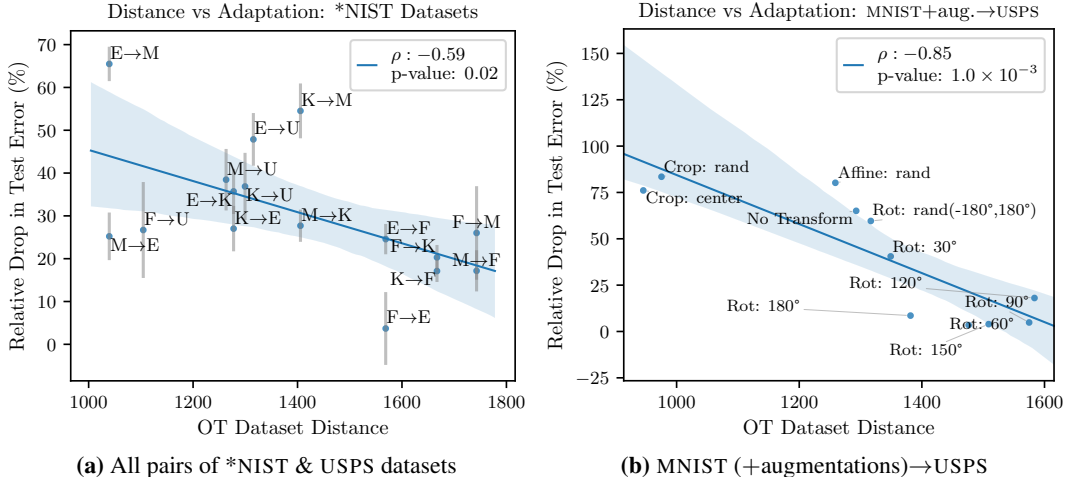 Distance vs Adaptation: *NIST Datasets
Relative Drop in Test Error (%)
70
60
50
40
30
20
10
0
ρ : −0.59
p-value: 0.02
E→M
K→M
E→U
M→U
E→K
K→U
F→U
K→E
M→K
E→F
F→M
M→E
F→K
M→F
K→F
F→E
1000
1200
1400
1600
1800
OT Dataset Distance
(a) All pairs of *NIST & USPS datasets
Distance vs Adaptation: MNIST+aug.→USPS
Relative Drop in Test Error (%)
150
125
100
75
50
25
0
−25
ρ : −0.85
p-value: 1.0 × 10⁻³
Crop: rand
Affine: rand
Crop: center
Rot: rand(-180°,180°)
No Transform
Rot: 30°
Rot: 120°
Rot: 180°
Rot: 90°
Rot: 60°
Rot: 150°
1000
1200
1400
1600
OT Dataset Distance
(b) MNIST (+augmentations)→USPS